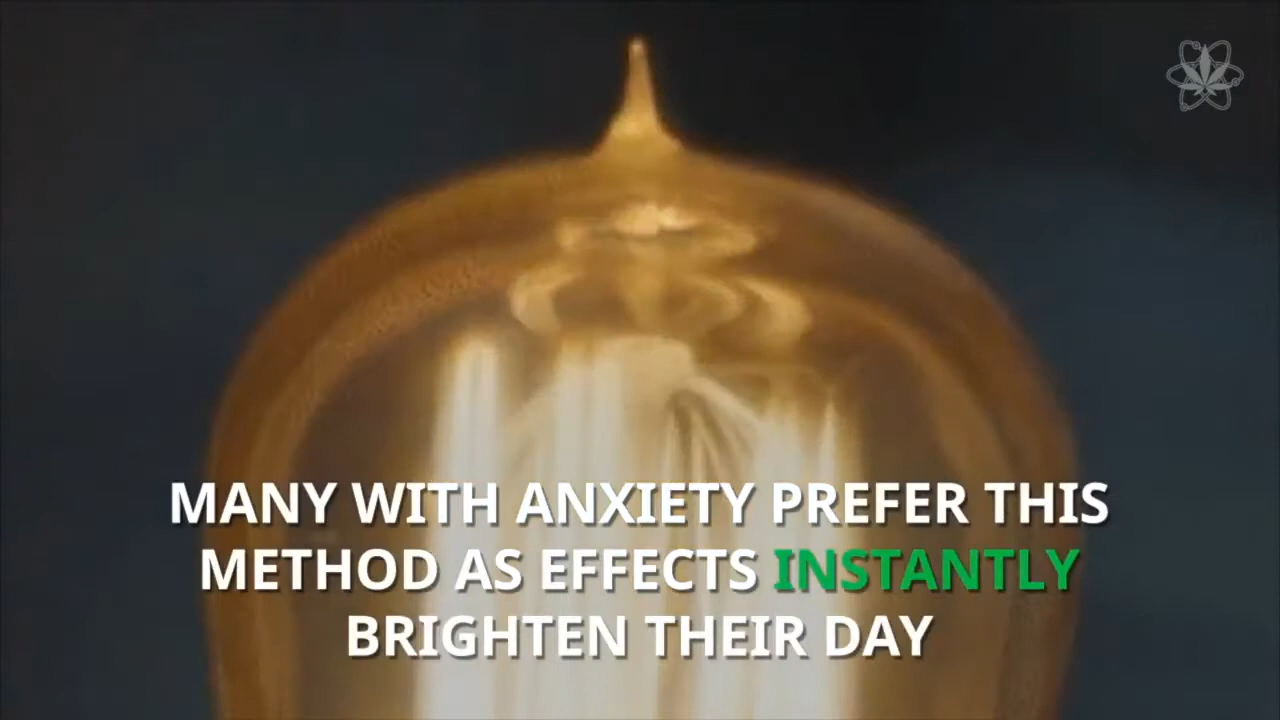 MANY WITH ANXIETY PREFER THIS
METHOD AS EFFECTS INSTANTLY
BRIGHTEN THEIR DAY